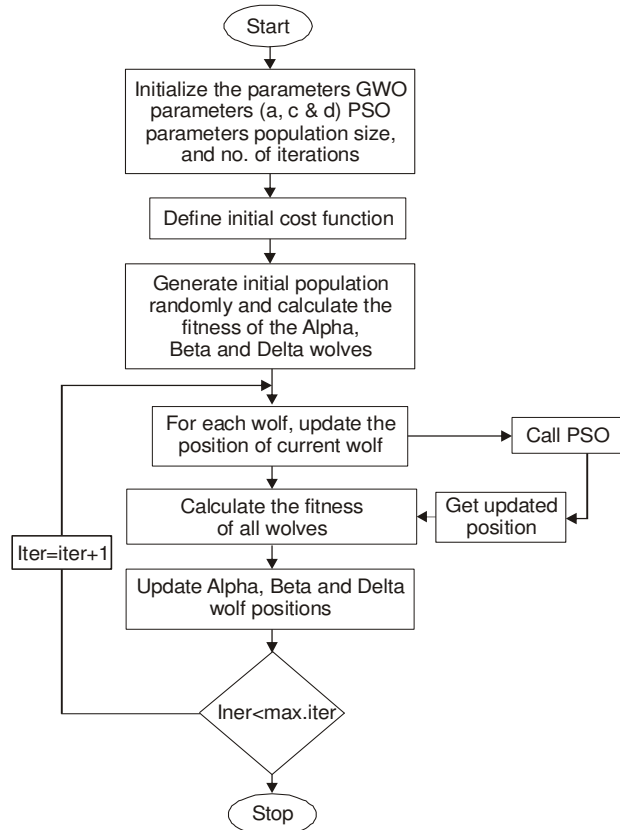 Start
Initialize the parameters GWO
parameters (a, c & d) PSO
parameters population size,
and no. of iterations
Define initial cost function
Generate initial population
randomly and calculate the
fitness of the Alpha,
Beta and Delta wolves
For each wolf, update the
position of current wolf
Call PSO
Get updated
position
Calculate the fitness
of all wolves
Iter=iter+1
Update Alpha, Beta and Delta
wolf positions
Iner<max.iter
Stop